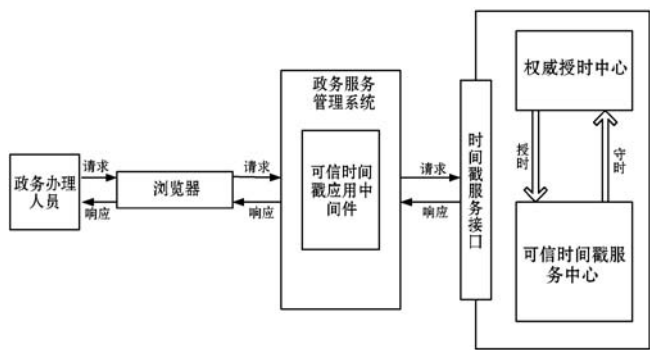 政务办理
人员
请求
响应
浏览器
请求
响应
政务服务
管理系统
可信时间
戳应用中
间件
请求
响应
时间戳服务接口
权威授时中心
授时
守时
可信时间戳服
务中心